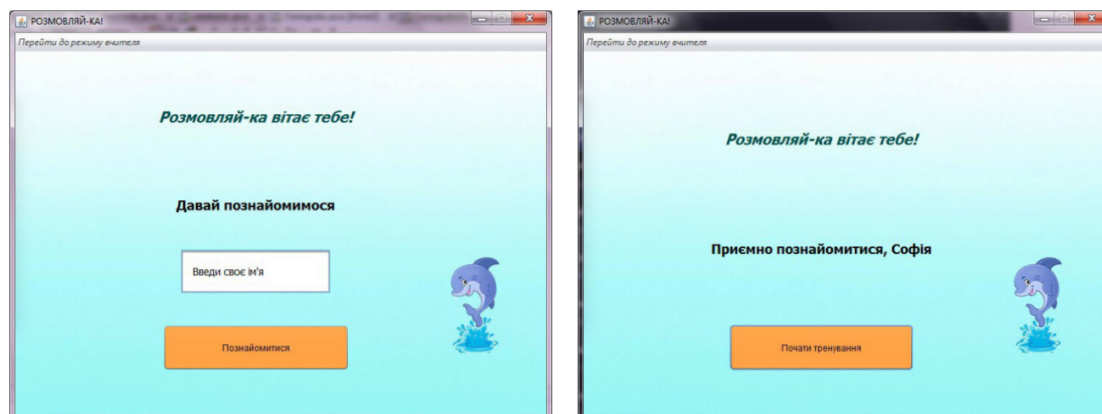 РОЗМОВЛЯЙ-КА!
Перейти до режиму вчителя
Розмовляй-ка вітає тебе!
Давай познайомимося
Введи своє ім'я
Познайомитися
РОЗМОВЛЯЙ-КА!
Перейти до режиму вчителя
Розмовляй-ка вітає тебе!
Приємно познайомитися, Софія
Почати тренування